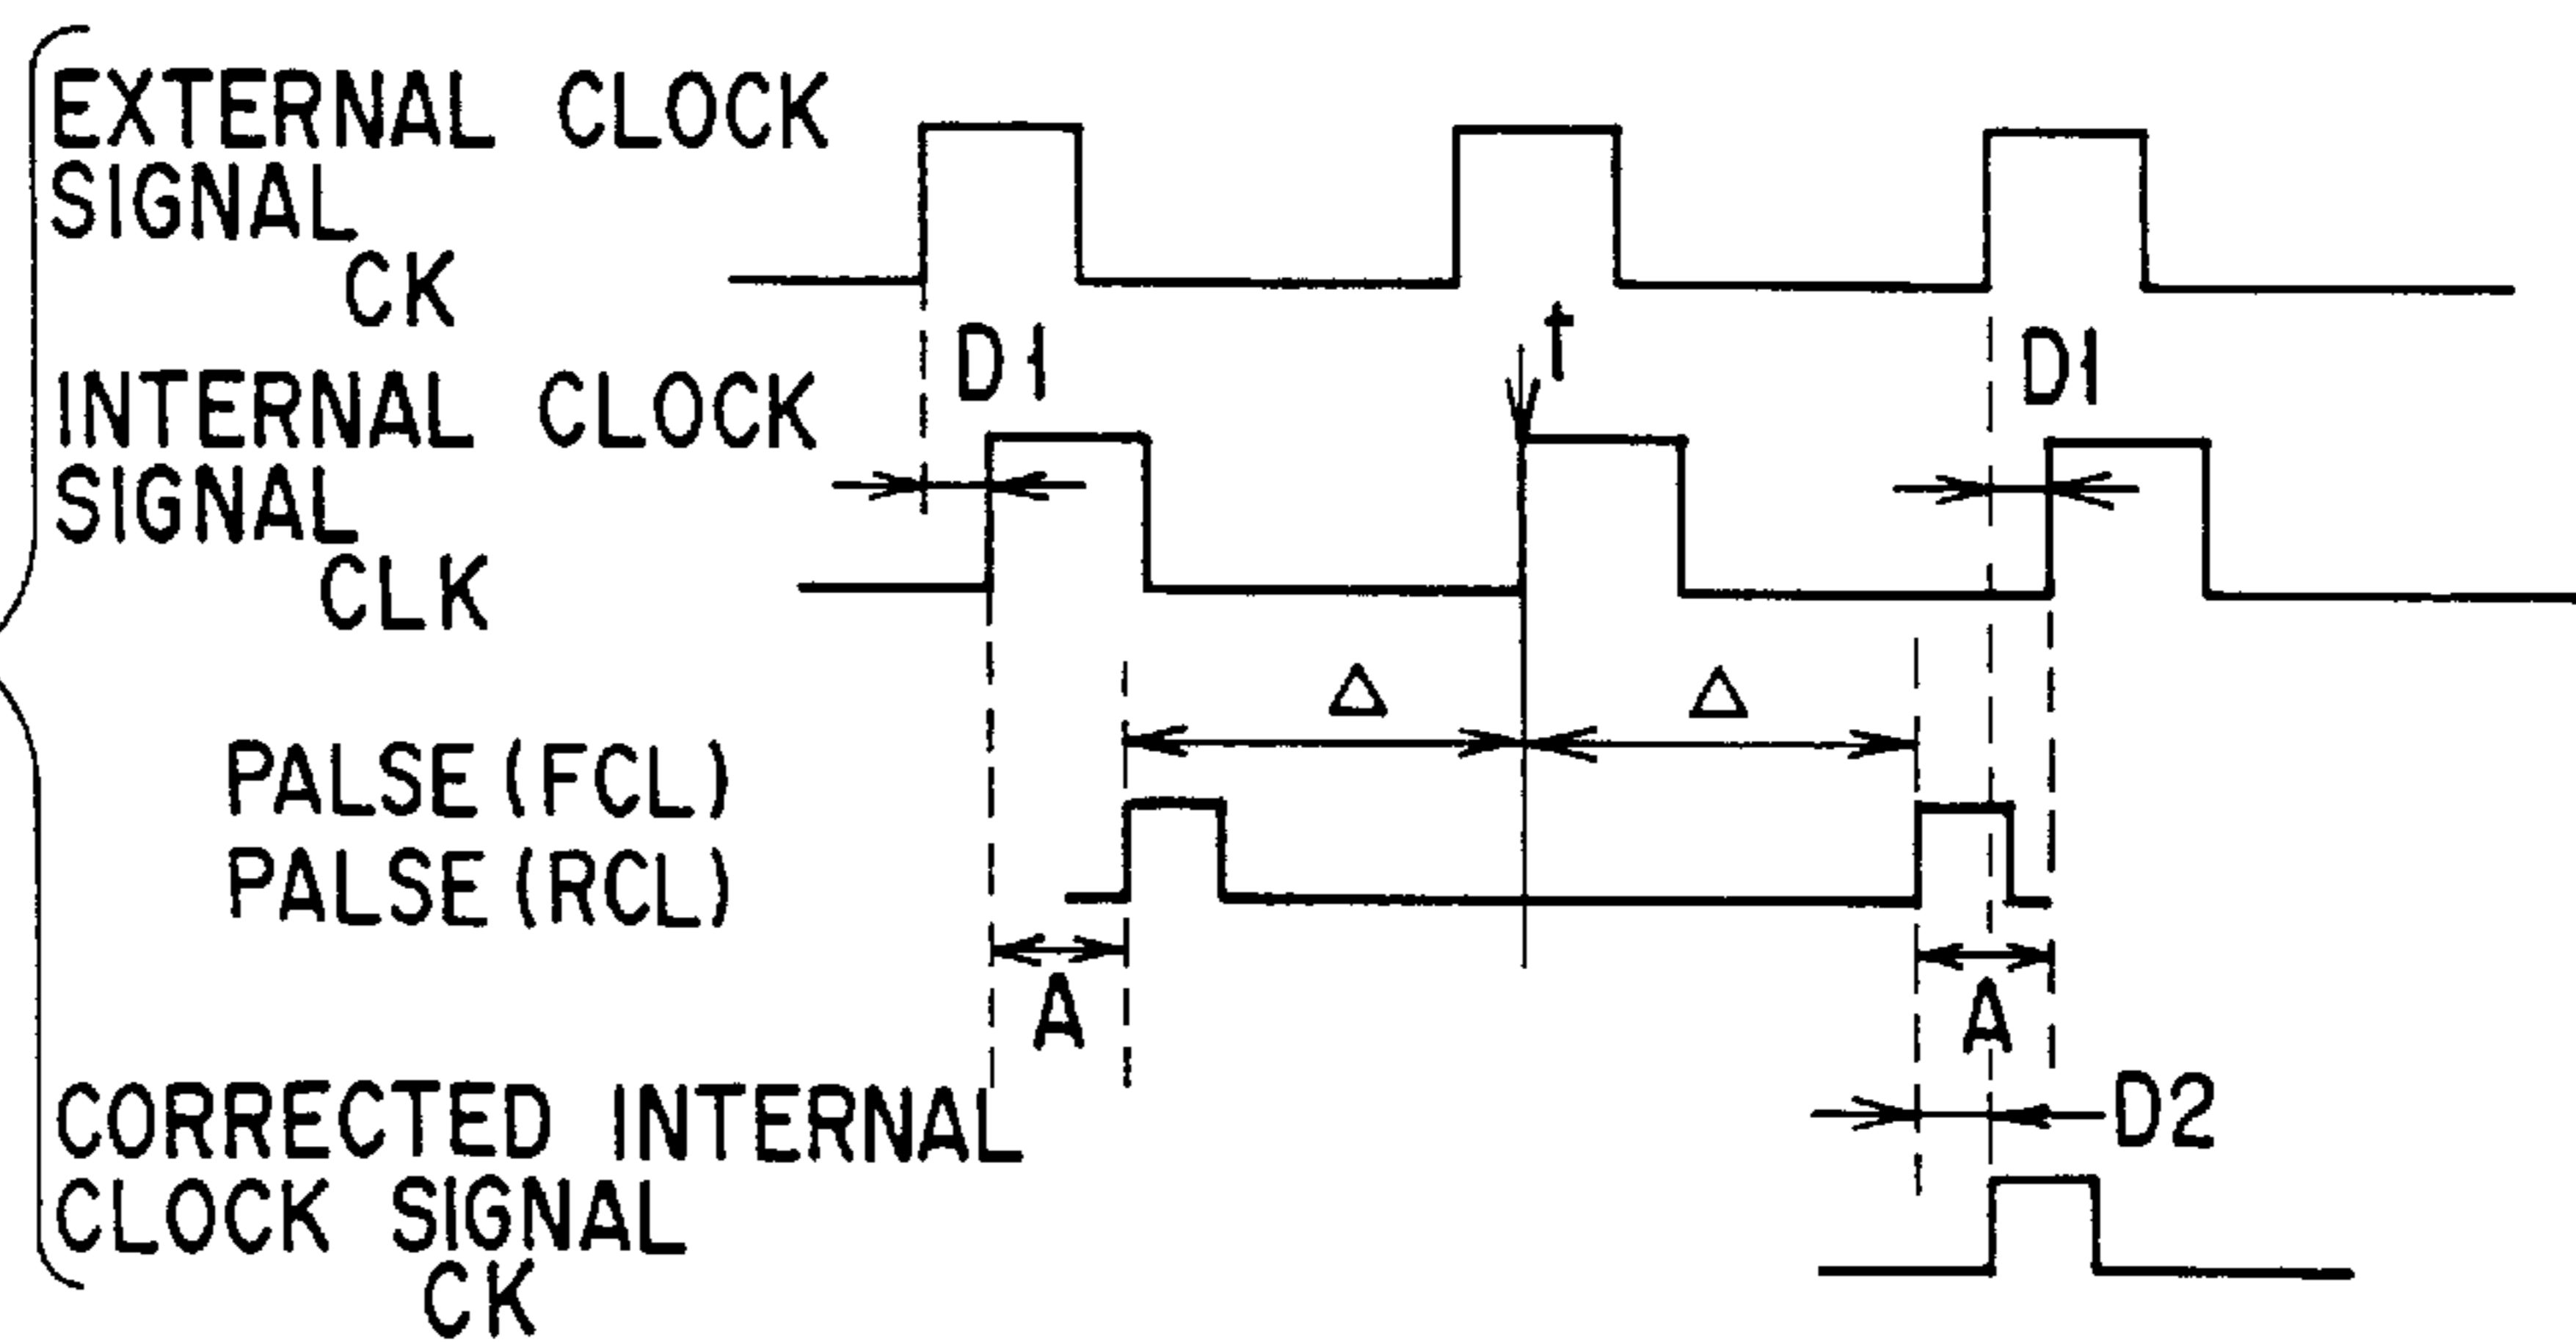 EXTERNAL CLOCK
SIGNAL
CK
D1
t
D1
INTERNAL CLOCK
SIGNAL
CLK
Δ
Δ
PALSE (FCL)
PALSE (RCL)
A
A
CORRECTED INTERNAL
D2
CLOCK SIGNAL
CK